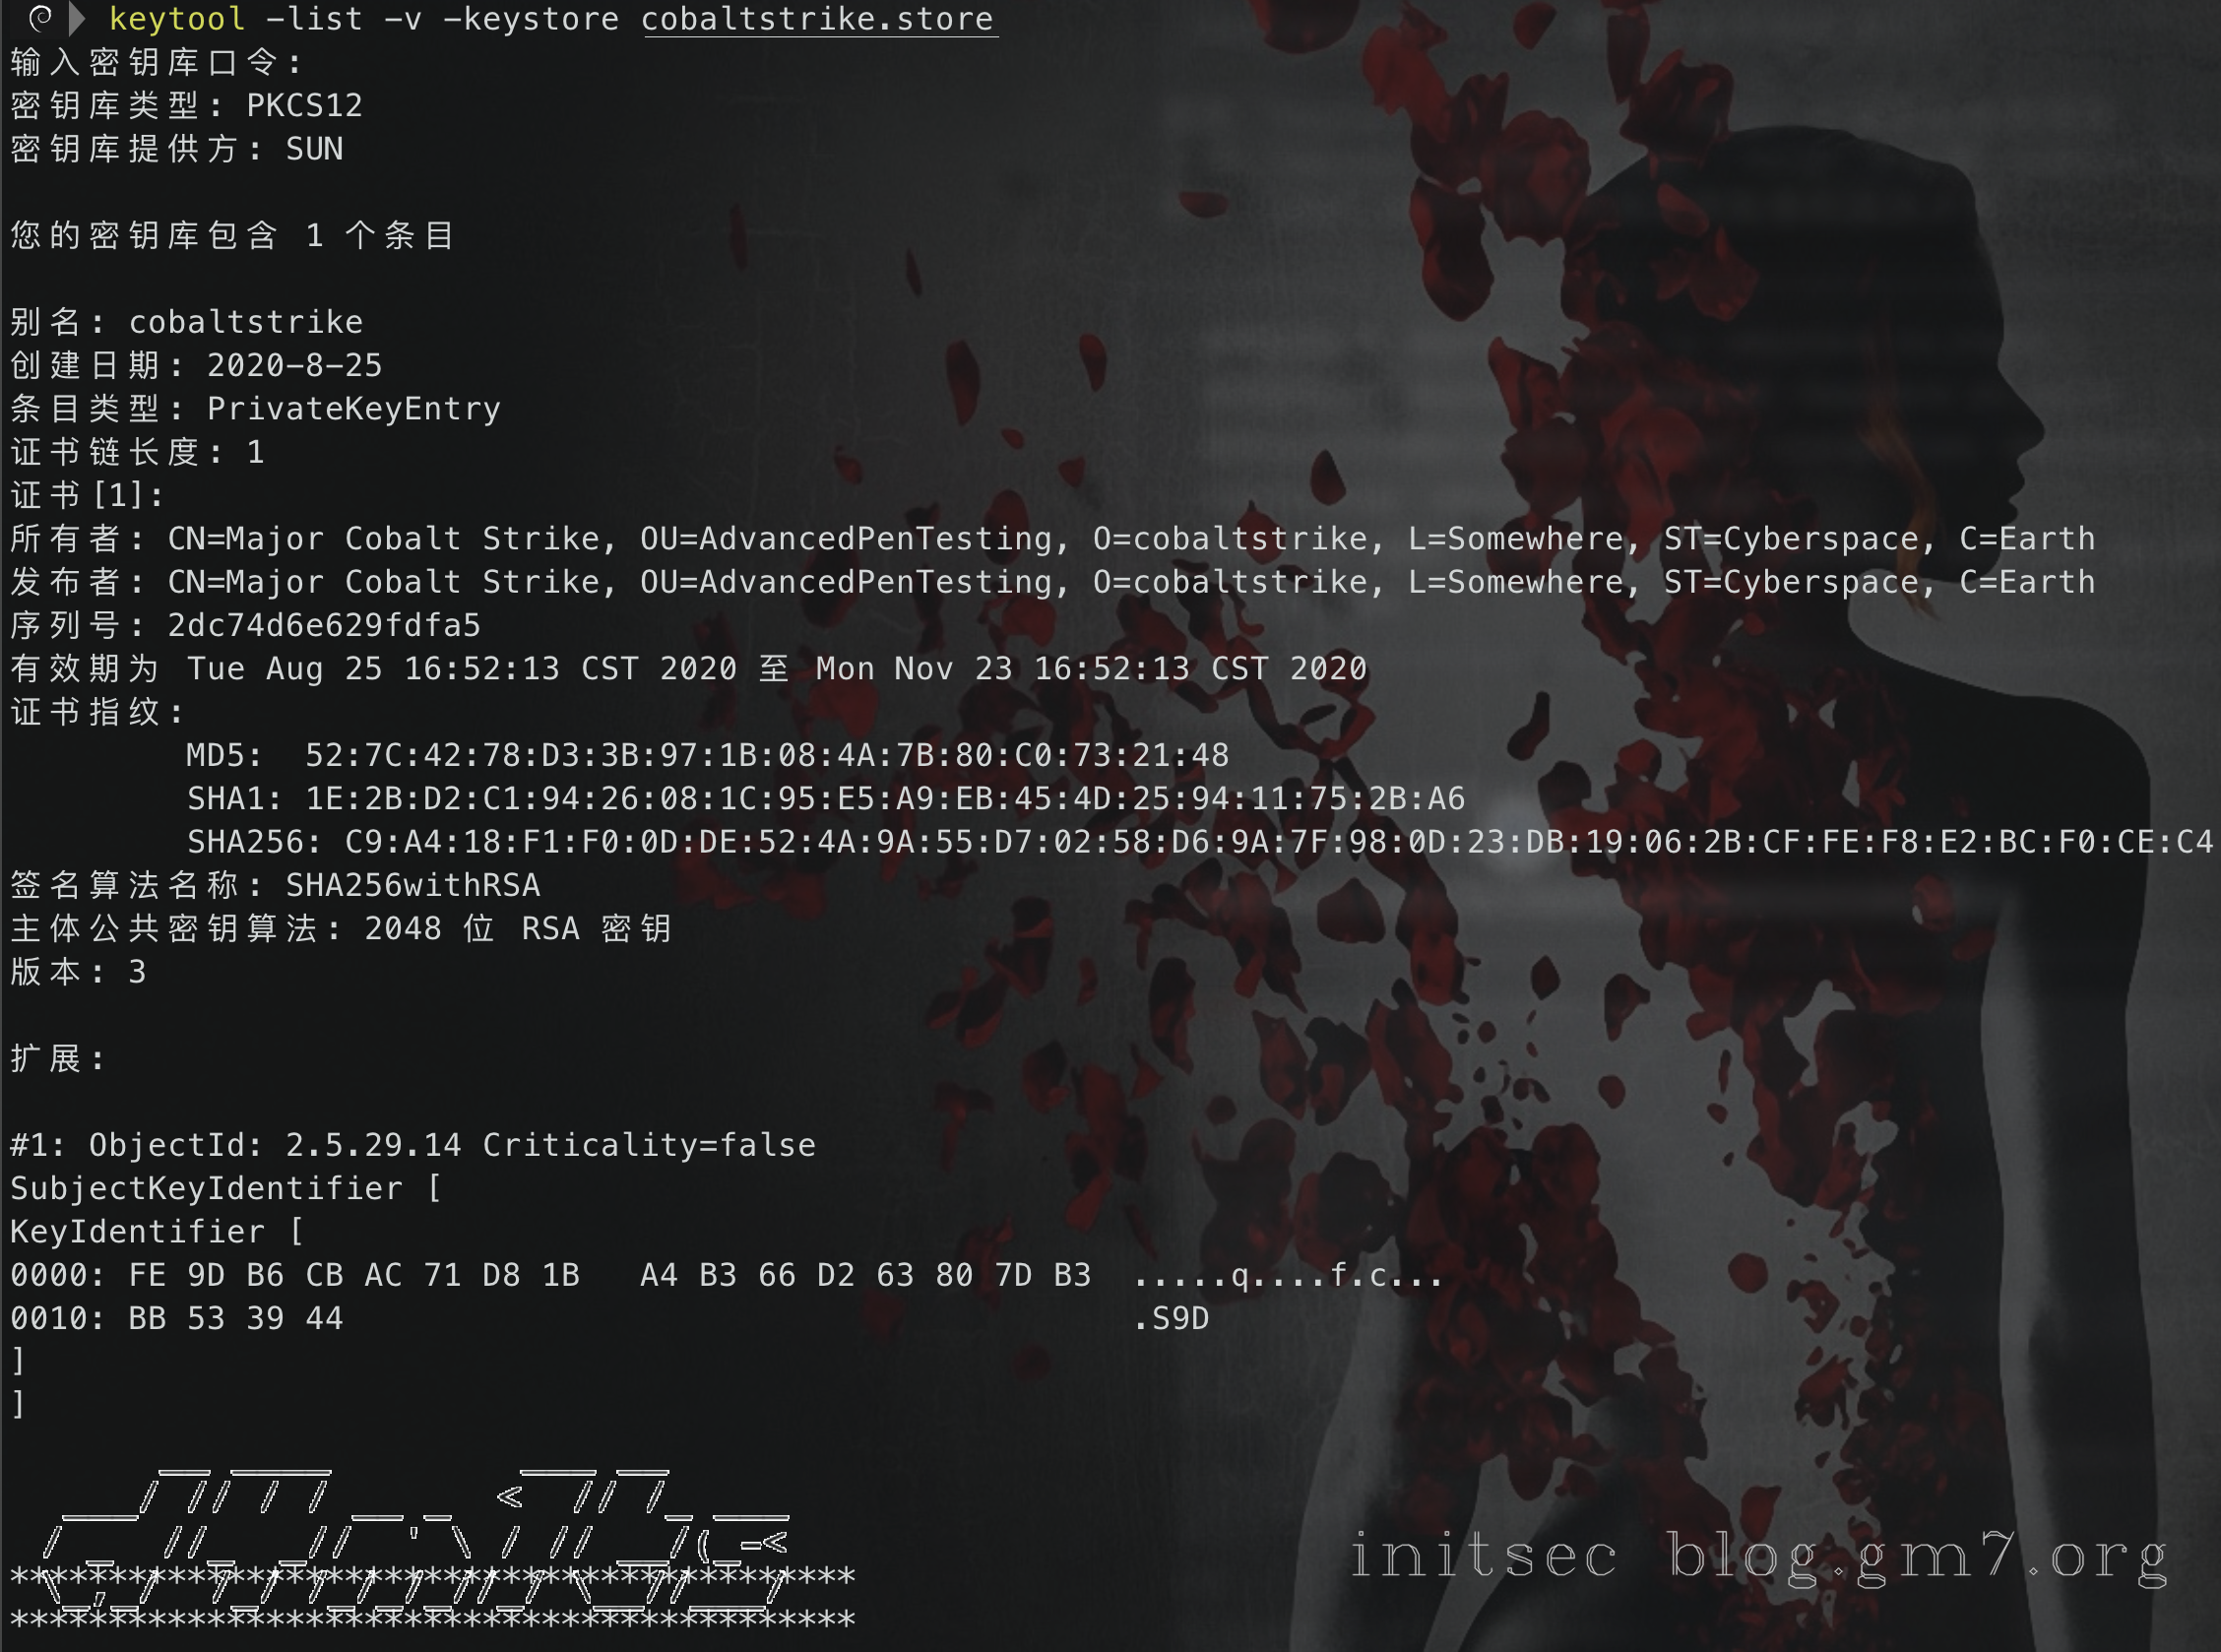 keytool -list -v -keystore cobaltstrike.store
输入密钥库口令:
密钥库类型: PKCS12
密钥库提供方: SUN
您的密钥库包含 1 个条目
别名: cobaltstrike
创建日期: 2020-8-25
条目类型: PrivateKeyEntry
证书链长度: 1
证书[1]:
所有者: CN=Major Cobalt Strike, OU=AdvancedPenTesting, O=cobaltstrike, L=Somewhere, ST=Cyberspace, C=Earth
发布者: CN=Major Cobalt Strike, OU=AdvancedPenTesting, O=cobaltstrike, L=Somewhere, ST=Cyberspace, C=Earth
序列号: 2dc74d6e629fdfa5
有效期为 Tue Aug 25 16:52:13 CST 2020 至 Mon Nov 23 16:52:13 CST 2020
证书指纹:
MD5: 52:7C:42:78:D3:3B:97:1B:08:4A:7B:80:C0:73:21:48
SHA1: 1E:2B:D2:C1:94:26:08:1C:95:E5:A9:EB:45:4D:25:94:11:75:2B:A6
SHA256: C9:A4:18:F1:F0:0D:DE:52:4A:9A:55:D7:02:58:D6:9A:7F:98:0D:23:DB:19:06:2B:CF:FE:F8:E2:BC:F0:CE:C4
签名算法名称: SHA256withRSA
主体公共密钥算法: 2048 位 RSA 密钥
版本: 3
扩展:
#1: ObjectId: 2.5.29.14 Criticality=false
SubjectKeyIdentifier [
KeyIdentifier [
0000: FE 9D B6 CB AC 71 D8 1B   A4 B3 66 D2 63 80 7D B3  .....q....f.c...
0010: BB 53 39 44                                        .S9D
]
]
*******************************************
*******************************************
initsec blog.gm7.org